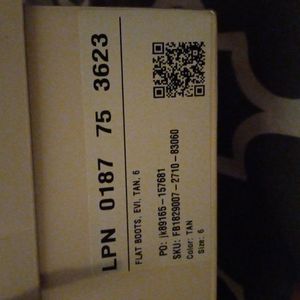 LPN 0187 75 3623
FLAT BOOTS, EVI, TAN, 6
PO: jk89165-157681
SKU: FB1829007-2710-83060
Color: TAN
Size: 6